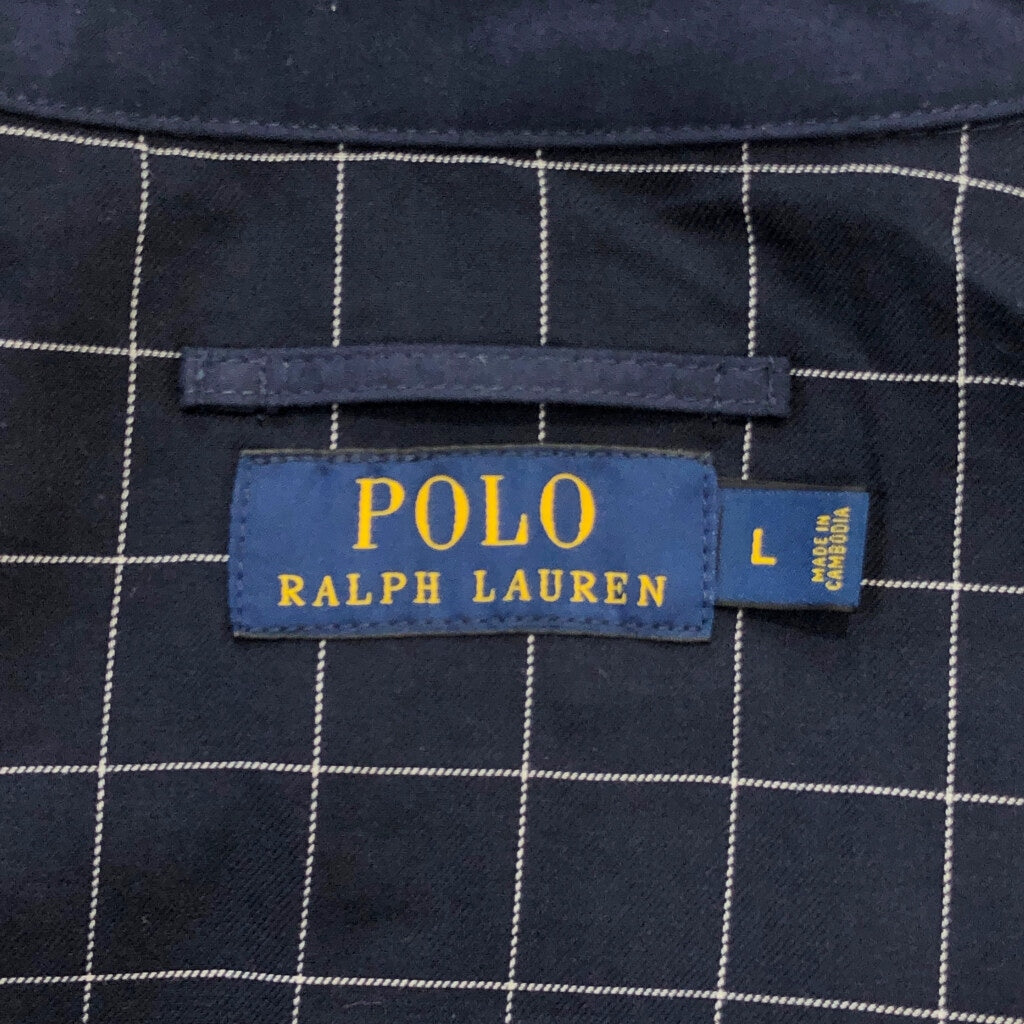 POLO
RALPH LAUREN
L
MADE IN
CAMBODIA